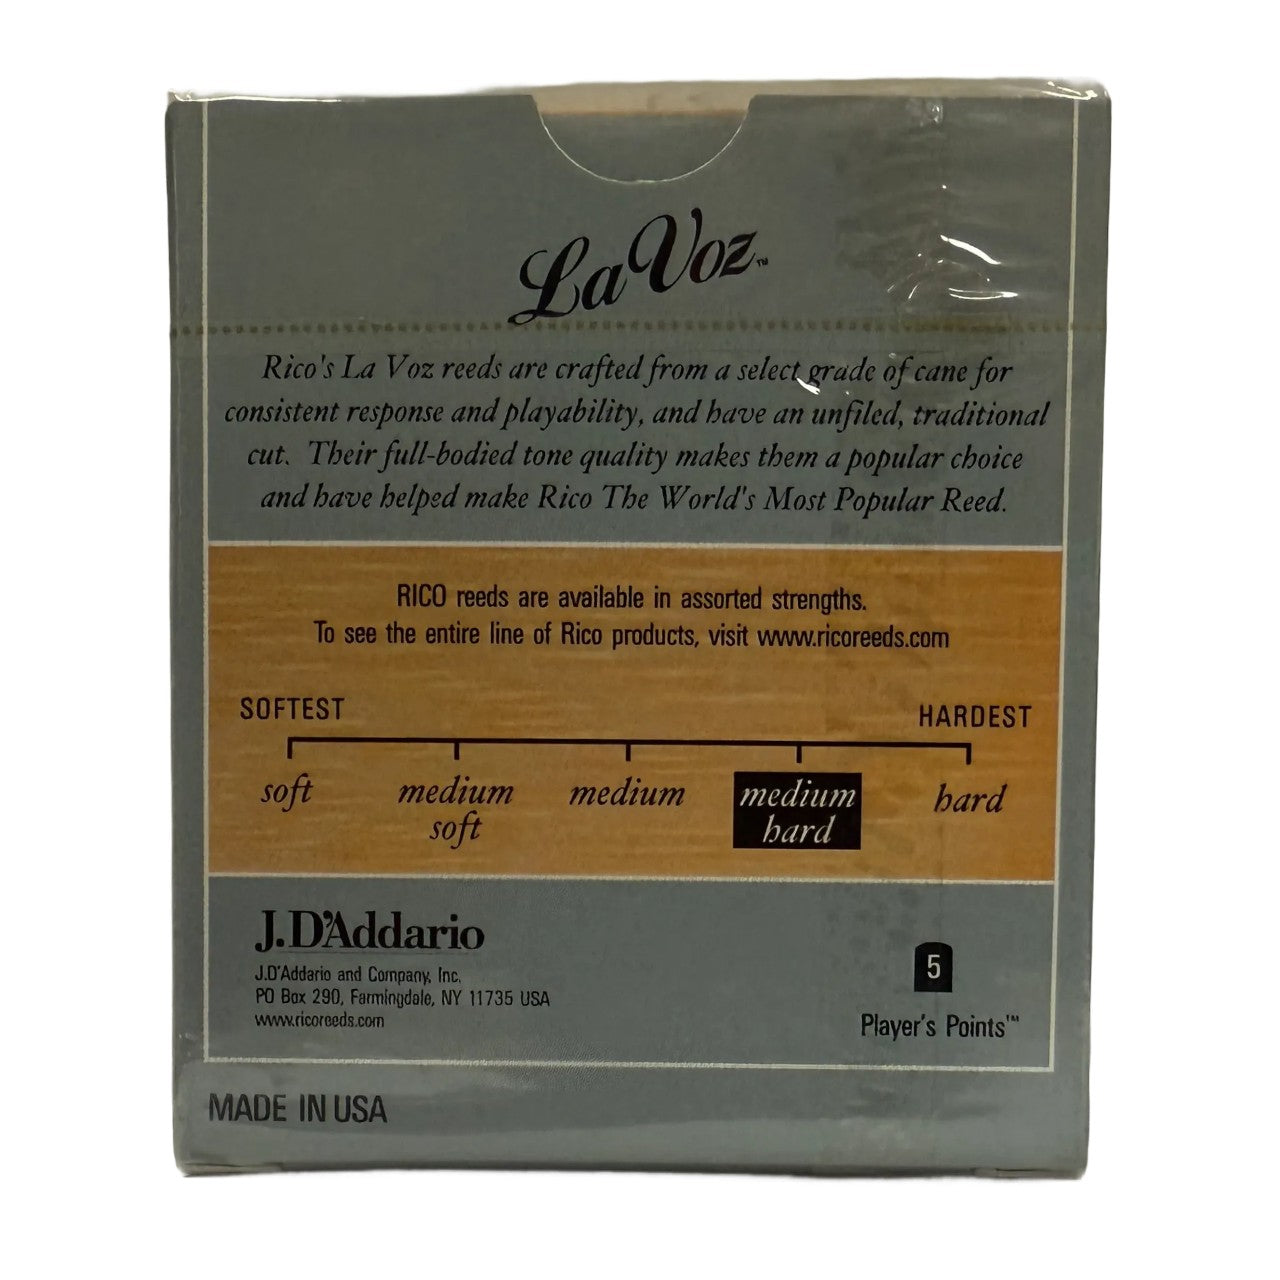 La Voz™
Rico's La Voz reeds are crafted from a select grade of cane for
consistent response and playability, and have an unfiled, traditional
cut. Their full-bodied tone quality makes them a popular choice
and have helped make Rico The World's Most Popular Reed.
RICO reeds are available in assorted strengths.
To see the entire line of Rico products, visit www.ricoreeds.com
SOFTEST HARDEST
soft medium soft medium medium hard hard
J.D'Addario
J.D'Addario and Company, Inc.
PO Box 290, Farmingdale, NY 11735 USA
www.ricoreeds.com
5
Player's Points™
MADE IN USA